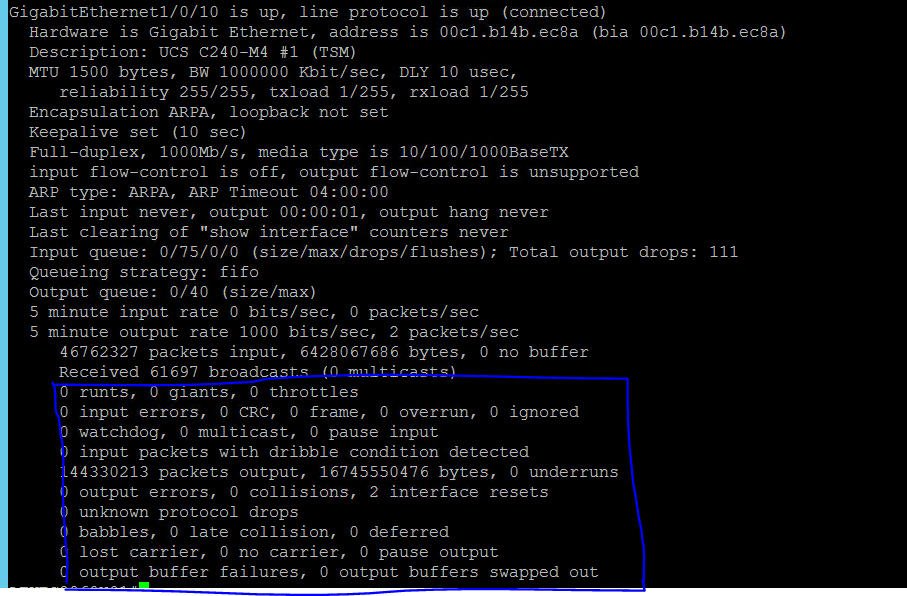 GigabitEthernet1/0/10 is up, line protocol is up (connected)
Hardware is Gigabit Ethernet, address is 00c1.b14b.ec8a (bia 00c1.b14b.ec8a)
Description: UCS C240-M4 #1 (TSM)
MTU 1500 bytes, BW 1000000 Kbit/sec, DLY 10 usec,
reliability 255/255, txload 1/255, rxload 1/255
Encapsulation ARPA, loopback not set
Keepalive set (10 sec)
Full-duplex, 1000Mb/s, media type is 10/100/1000BaseTX
input flow-control is off, output flow-control is unsupported
ARP type: ARPA, ARP Timeout 04:00:00
Last input never, output 00:00:01, output hang never
Last clearing of "show interface" counters never
Input queue: 0/75/0/0 (size/max/drops/flushes); Total output drops: 111
Queueing strategy: fifo
Output queue: 0/40 (size/max)
5 minute input rate 0 bits/sec, 0 packets/sec
5 minute output rate 1000 bits/sec, 2 packets/sec
46762327 packets input, 6428067686 bytes, 0 no buffer
Received 61697 broadcasts (0 multicasts)
0 runts, 0 giants, 0 throttles
0 input errors, 0 CRC, 0 frame, 0 overrun, 0 ignored
0 watchdog, 0 multicast, 0 pause input
0 input packets with dribble condition detected
144330213 packets output, 16745550476 bytes, 0 underruns
0 output errors, 0 collisions, 2 interface resets
0 unknown protocol drops
0 babbles, 0 late collision, 0 deferred
0 lost carrier, 0 no carrier, 0 pause output
0 output buffer failures, 0 output buffers swapped out